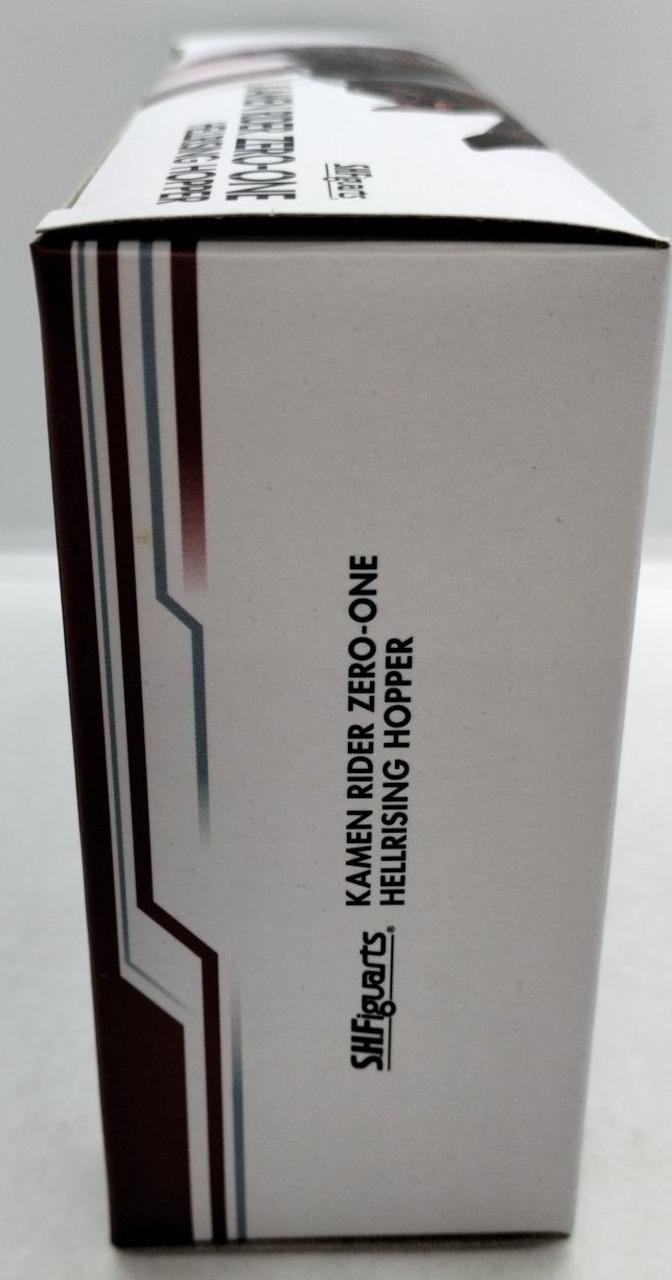 KAMEN RIDER ZERO-ONE
HELLRISING HOPPER
S.H.Figuarts
S.H.Figuarts®
KAMEN RIDER ZERO-ONE
HELLRISING HOPPER